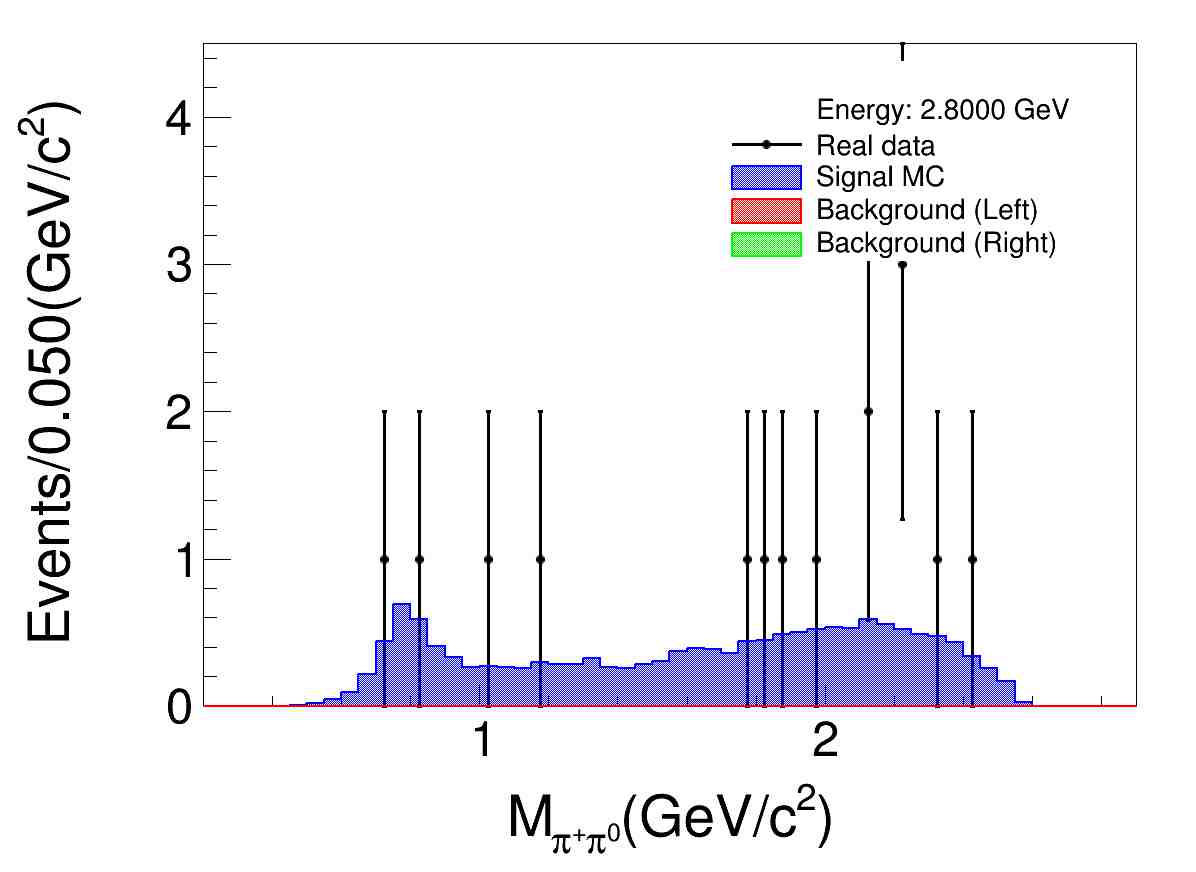 Events/0.050(GeV/c²)
4
3
2
1
0
Energy: 2.8000 GeV
Real data
Signal MC
Background (Left)
Background (Right)
1 2
Mπ⁺π⁰(GeV/c²)